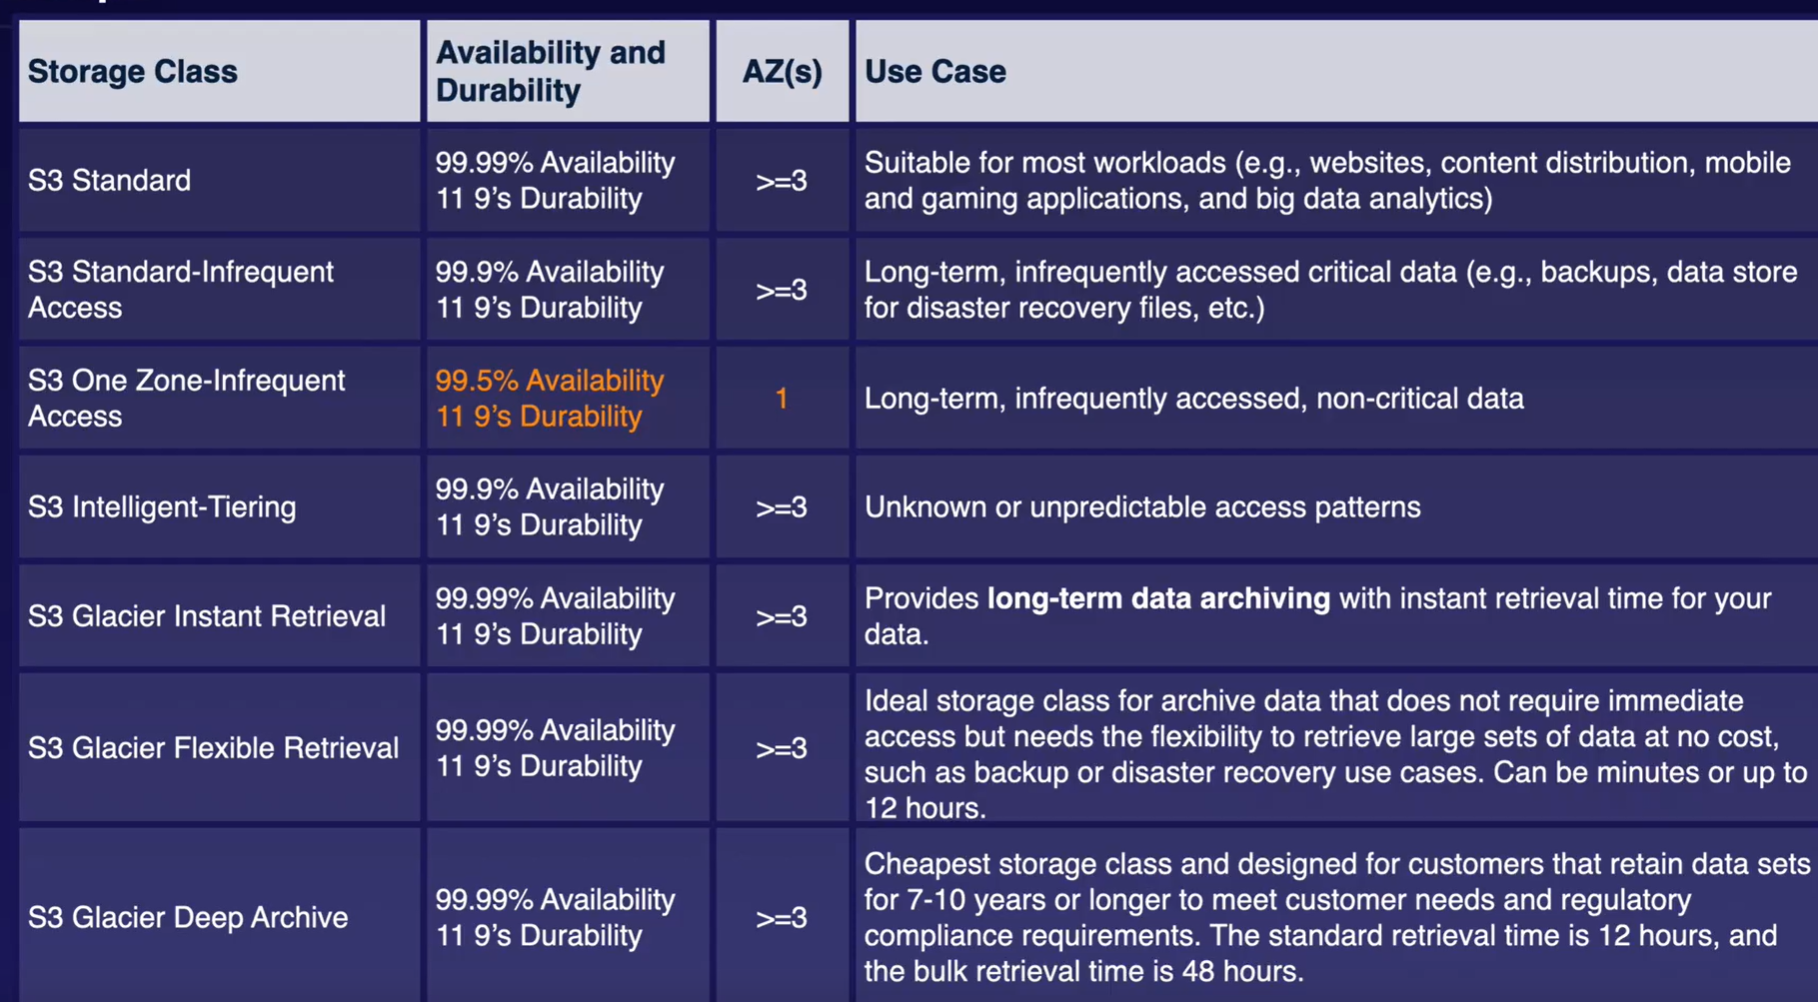 Storage Class
Availability and
Durability
AZ(s)
Use Case
S3 Standard
99.99% Availability
11 9’s Durability
>=3
Suitable for most workloads (e.g., websites, content distribution, mobile
and gaming applications, and big data analytics)
S3 Standard-Infrequent
Access
99.9% Availability
11 9’s Durability
>=3
Long-term, infrequently accessed critical data (e.g., backups, data store
for disaster recovery files, etc.)
S3 One Zone-Infrequent
Access
99.5% Availability
11 9’s Durability
1
Long-term, infrequently accessed, non-critical data
S3 Intelligent-Tiering
99.9% Availability
11 9’s Durability
>=3
Unknown or unpredictable access patterns
S3 Glacier Instant Retrieval
99.99% Availability
11 9’s Durability
>=3
Provides long-term data archiving with instant retrieval time for your
data.
S3 Glacier Flexible Retrieval
99.99% Availability
11 9’s Durability
>=3
Ideal storage class for archive data that does not require immediate
access but needs the flexibility to retrieve large sets of data at no cost,
such as backup or disaster recovery use cases. Can be minutes or up to
12 hours.
S3 Glacier Deep Archive
99.99% Availability
11 9’s Durability
>=3
Cheapest storage class and designed for customers that retain data sets
for 7-10 years or longer to meet customer needs and regulatory
compliance requirements. The standard retrieval time is 12 hours, and
the bulk retrieval time is 48 hours.